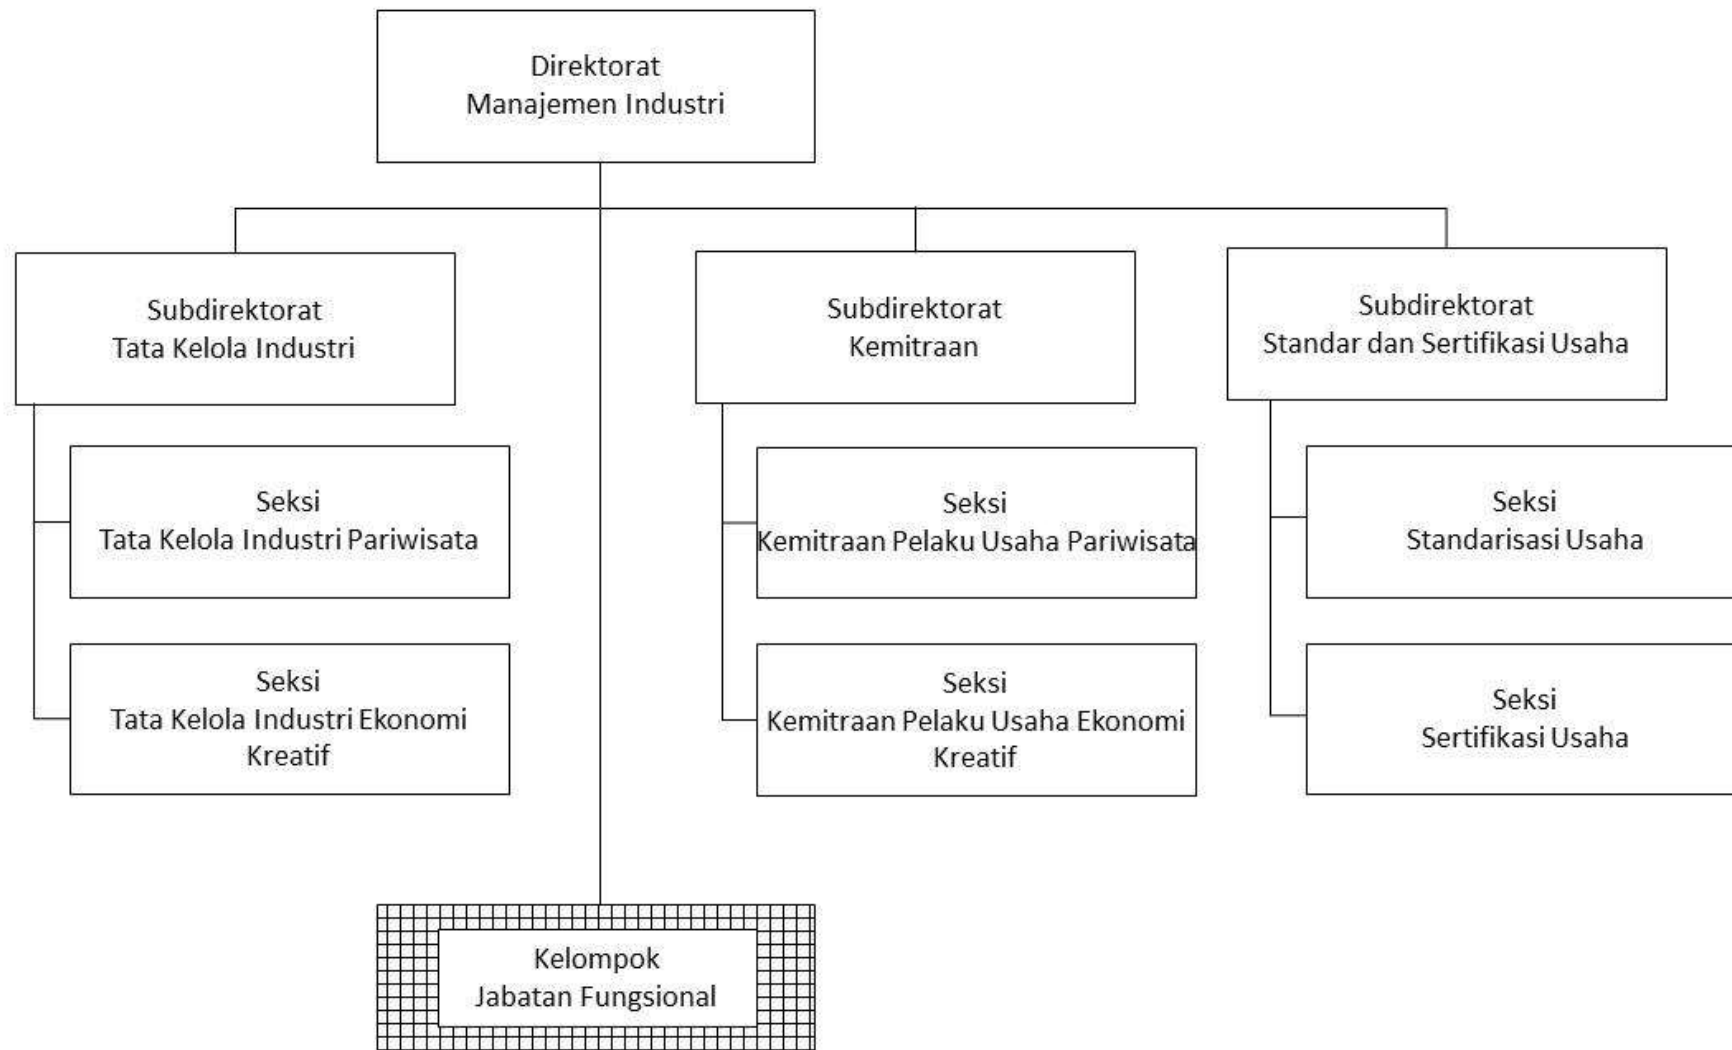 Direktorat
Manajemen Industri
Subdirektorat
Tata Kelola Industri
Subdirektorat
Kemitraan
Subdirektorat
Standar dan Sertifikasi Usaha
Seksi
Tata Kelola Industri Pariwisata
Seksi
Kemitraan Pelaku Usaha Pariwisata
Seksi
Standarisasi Usaha
Seksi
Tata Kelola Industri Ekonomi
Kreatif
Seksi
Kemitraan Pelaku Usaha Ekonomi
Kreatif
Seksi
Sertifikasi Usaha
Kelompok
Jabatan Fungsional